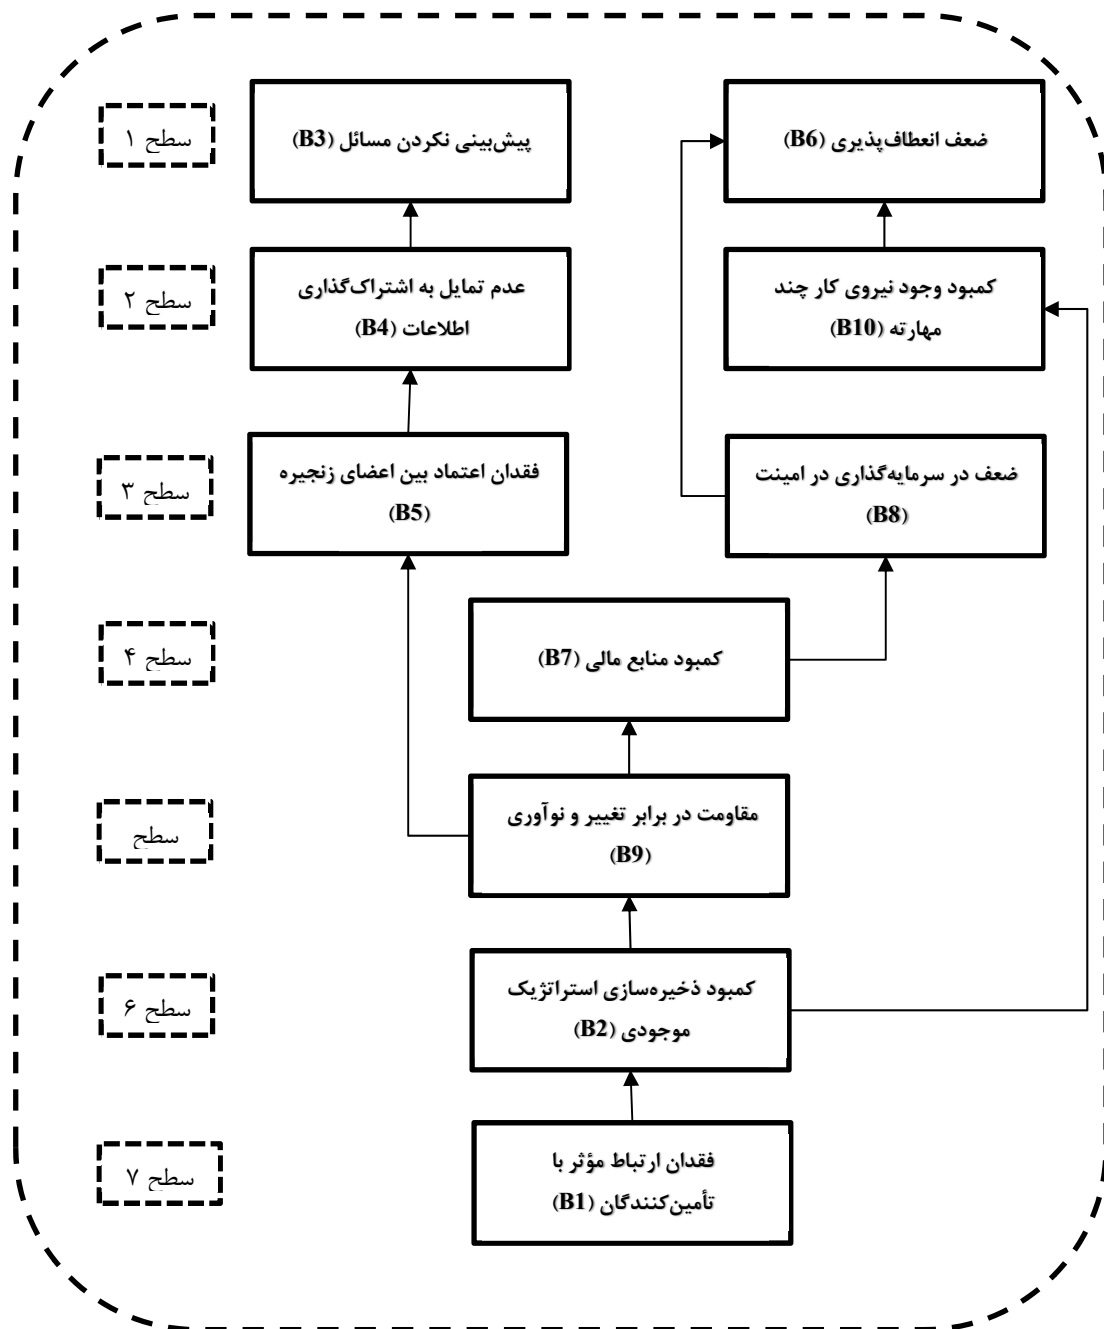 سطح ۱
پیش‌بینی نکردن مسائل (B3)
ضعف انعطاف‌پذیری (B6)
سطح ۲
عدم تمایل به اشتراک‌گذاری
اطلاعات (B4)
کمبود وجود نیروی کار چند
مهارته (B10)
سطح ۳
فقدان اعتماد بین اعضای زنجیره
(B5)
ضعف در سرمایه‌گذاری در امینت
(B8)
سطح ۴
کمبود منابع مالی (B7)
سطح
مقاومت در برابر تغییر و نوآوری
(B9)
سطح ۶
کمبود ذخیره‌سازی استراتژیک
موجودی (B2)
سطح ۷
فقدان ارتباط مؤثر با
تأمین‌کنندگان (B1)